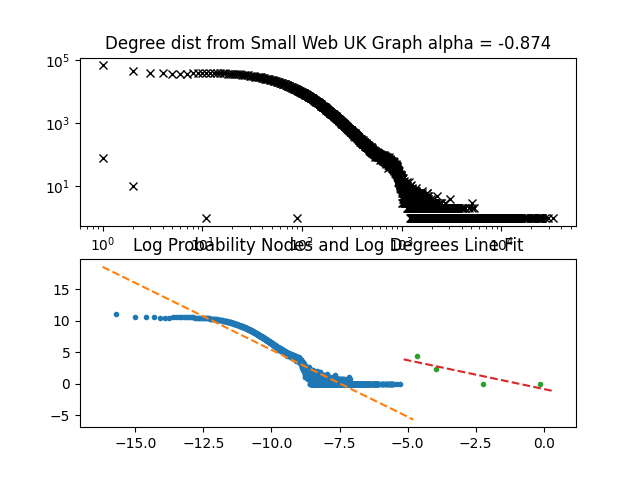 Degree dist from Small Web UK Graph alpha = -0.874
10^5
10^3
10^1
10^0 10^1 10^2 10^3 10^4
Log Probability Nodes and Log Degrees Line Fit
15
10
5
0
−5
−15.0 −12.5 −10.0 −7.5 −5.0 −2.5 0.0